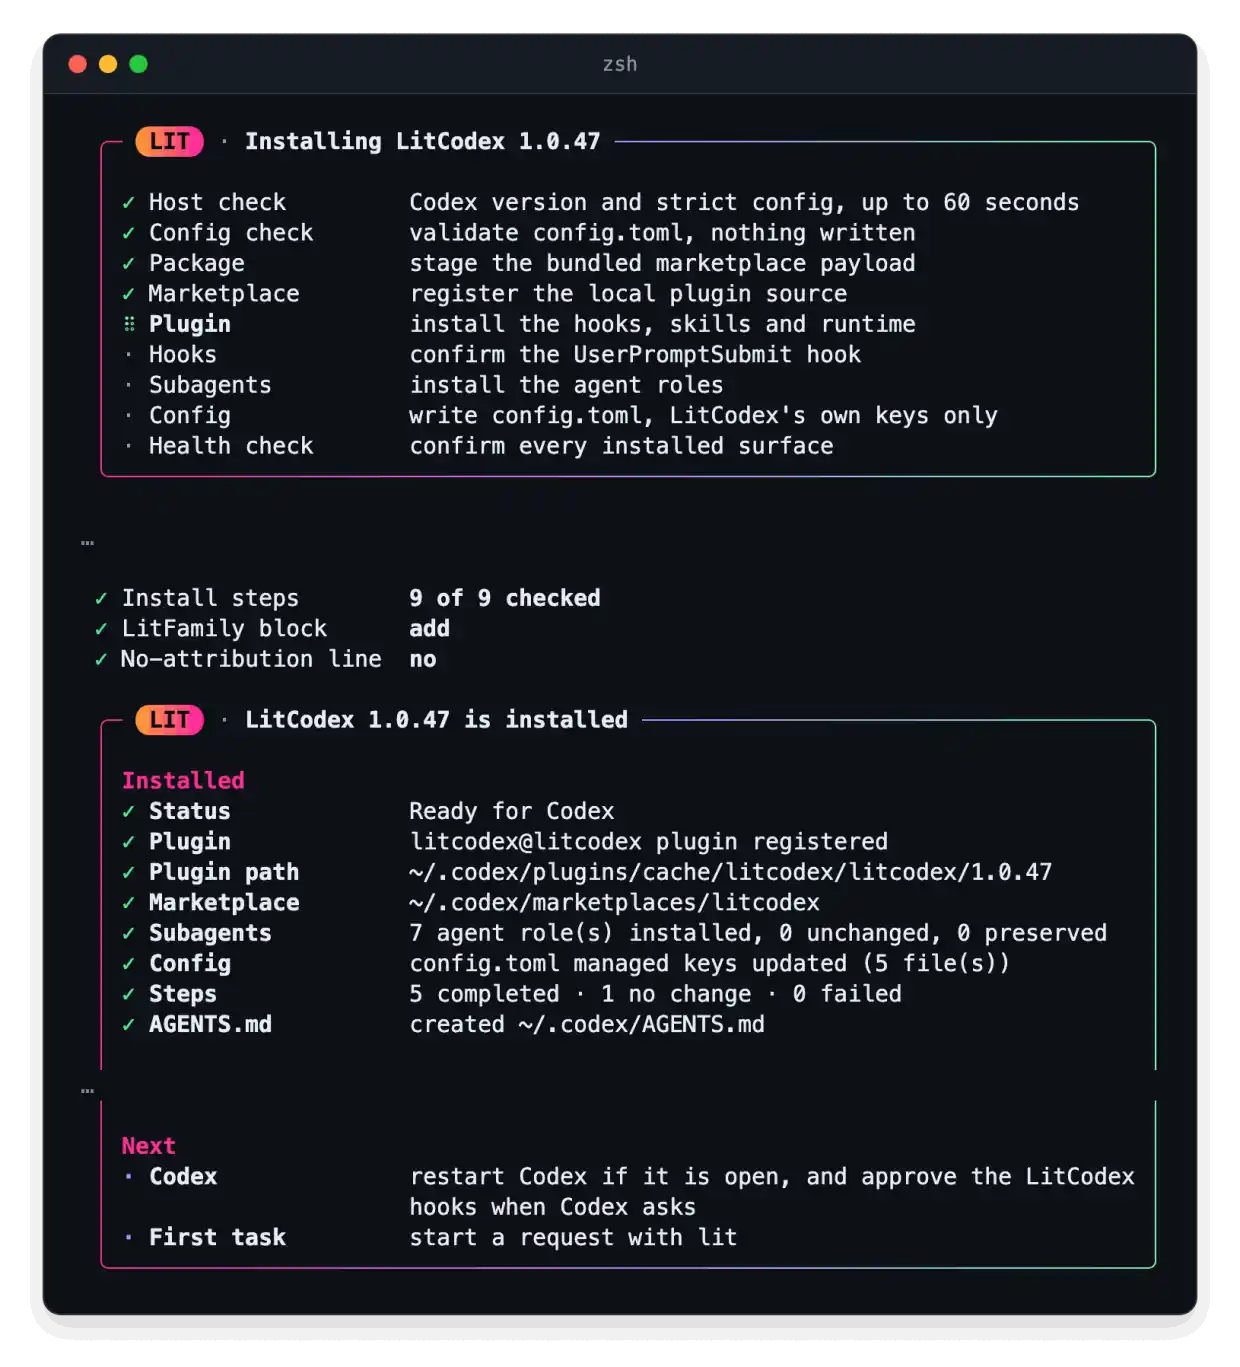 zsh
LIT · Installing LitCodex 1.0.47
✓ Host check Codex version and strict config, up to 60 seconds
✓ Config check validate config.toml, nothing written
✓ Package stage the bundled marketplace payload
✓ Marketplace register the local plugin source
⠿ Plugin install the hooks, skills and runtime
· Hooks confirm the UserPromptSubmit hook
· Subagents install the agent roles
· Config write config.toml, LitCodex's own keys only
· Health check confirm every installed surface
…
✓ Install steps 9 of 9 checked
✓ LitFamily block add
✓ No-attribution line no
LIT · LitCodex 1.0.47 is installed
Installed
✓ Status Ready for Codex
✓ Plugin litcodex@litcodex plugin registered
✓ Plugin path ~/.codex/plugins/cache/litcodex/litcodex/1.0.47
✓ Marketplace ~/.codex/marketplaces/litcodex
✓ Subagents 7 agent role(s) installed, 0 unchanged, 0 preserved
✓ Config config.toml managed keys updated (5 file(s))
✓ Steps 5 completed · 1 no change · 0 failed
✓ AGENTS.md created ~/.codex/AGENTS.md
…
Next
· Codex restart Codex if it is open, and approve the LitCodex
hooks when Codex asks
· First task start a request with lit